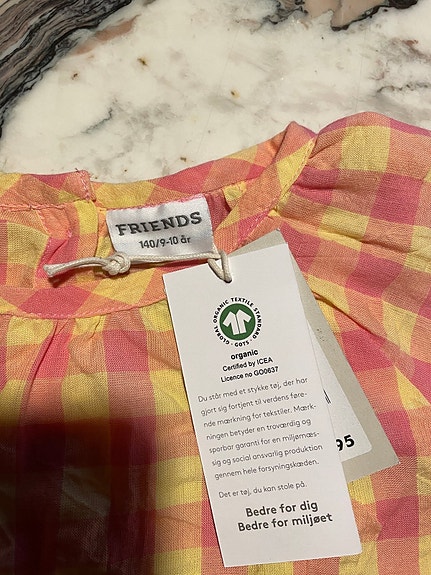 FRIENDS
140/9-10 år
GLOBAL ORGANIC TEXTILE STANDARD · GOTS ·
organic
Certified by ICEA
Licence no GO0637
Du står med et stykke tøj, der har
gjort sig fortjent til verdens føre-
nde mærkning for tekstiler. Mærk-
ningen betyder en troværdig og
sporbar garanti for en miljømæs-
sig og social ansvarlig produktion
gennem hele forsyningskæden.
Det er tøj, du kan stole på.
Bedre for dig
Bedre for miljøet
95